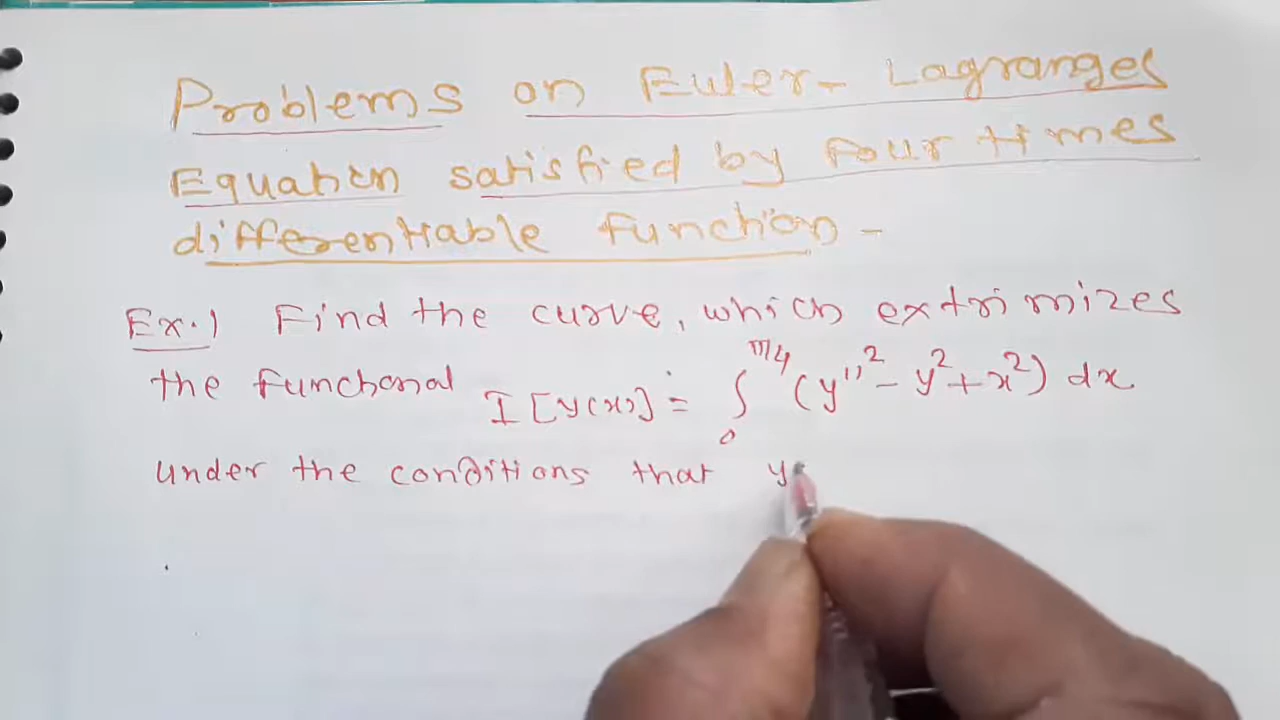 Problems on Euler- Lagranges
Equation satisfied by four times
differentiable function -
Ex.1 Find the curve, which extrimizes
the functional I[y(x)] = ∫₀^{π/4} (y''² - y² + x²) dx
under the conditions that y